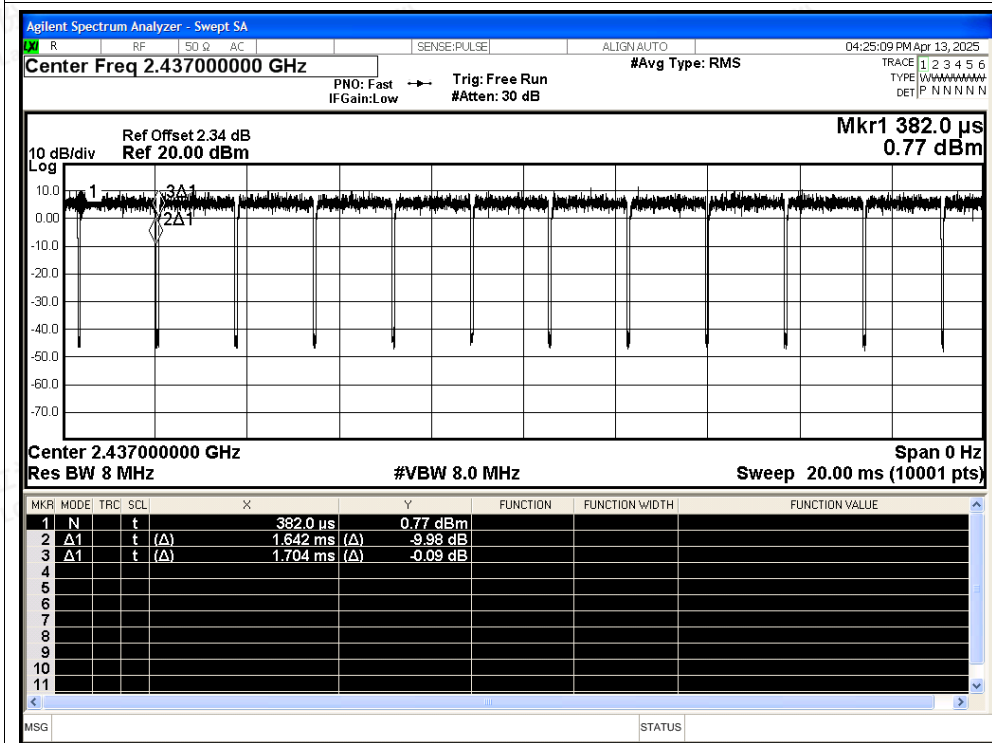 Agilent Spectrum Analyzer - Swept SA
LXI R RF 50 Ω AC SENSE:PULSE ALIGN AUTO 04:25:09 PM Apr 13, 2025
Center Freq 2.437000000 GHz
PNO: Fast
IFGain:Low
Trig: Free Run
#Atten: 30 dB
#Avg Type: RMS
TRACE 1 2 3 4 5 6
TYPE WWWWWW
DET P N N N N N
Ref Offset 2.34 dB
Ref 20.00 dBm
10 dB/div
Log
Mkr1 382.0 µs
0.77 dBm
10.0
0.00
-10.0
-20.0
-30.0
-40.0
-50.0
-60.0
-70.0
1
3Δ1
2Δ1
Center 2.437000000 GHz Span 0 Hz
Res BW 8 MHz #VBW 8.0 MHz Sweep 20.00 ms (10001 pts)
MKR MODE TRC SCL X Y FUNCTION FUNCTION WIDTH FUNCTION VALUE
1 N t 382.0 µs 0.77 dBm
2 Δ1 t (Δ) 1.642 ms (Δ) -9.98 dB
3 Δ1 t (Δ) 1.704 ms (Δ) -0.09 dB
4
5
6
7
8
9
10
11
MSG STATUS